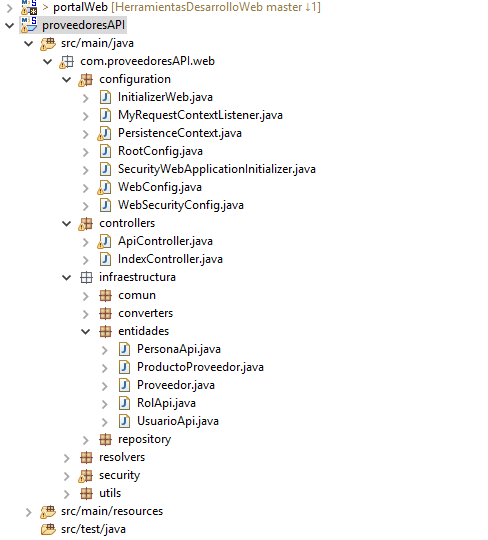 > portalWeb [HerramientasDesarrolloWeb master ↓1]
proveedoresAPI
src/main/java
com.proveedoresAPI.web
configuration
InitializerWeb.java
MyRequestContextListener.java
PersistenceContext.java
RootConfig.java
SecurityWebApplicationInitializer.java
WebConfig.java
WebSecurityConfig.java
controllers
ApiController.java
IndexController.java
infraestructura
comun
converters
entidades
PersonaApi.java
ProductoProveedor.java
Proveedor.java
RolApi.java
UsuarioApi.java
repository
resolvers
security
utils
src/main/resources
src/test/java